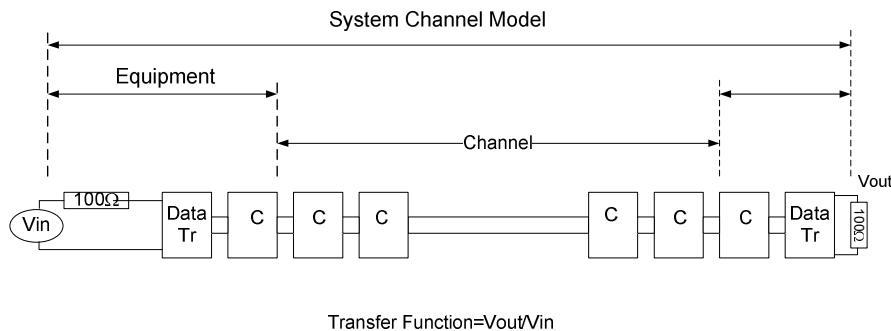 System Channel Model
Equipment
Channel
Vout
100Ω
Vin
Data
Tr
C
C
C
C
C
C
Data
Tr
100Ω
Transfer Function=Vout/Vin